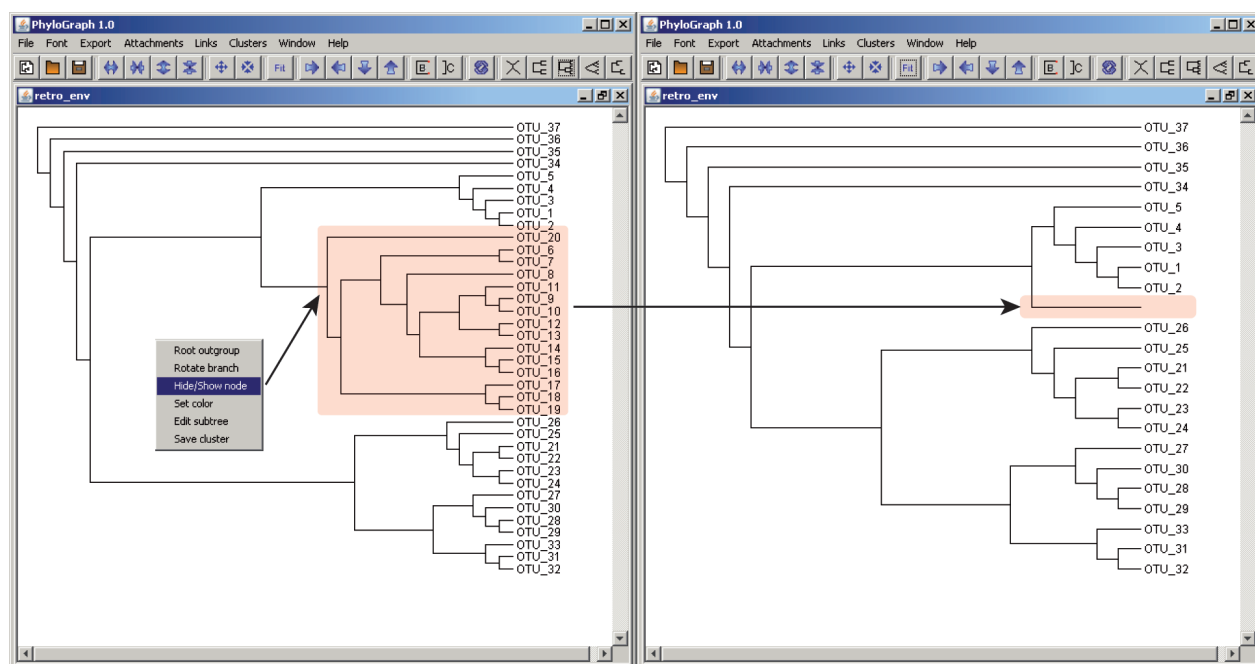 PhyloGraph 1.0
File Font Export Attachments Links Clusters Window Help
Fit B ]C
retro_env
OTU_37
OTU_36
OTU_35
OTU_34
OTU_5
OTU_4
OTU_3
OTU_1
OTU_2
OTU_20
OTU_6
OTU_7
OTU_8
OTU_11
OTU_9
OTU_10
OTU_12
OTU_13
OTU_14
OTU_15
OTU_16
OTU_17
OTU_18
OTU_19
OTU_26
OTU_25
OTU_21
OTU_22
OTU_23
OTU_24
OTU_27
OTU_30
OTU_28
OTU_29
OTU_33
OTU_31
OTU_32
Root outgroup
Rotate branch
Hide/Show node
Set color
Edit subtree
Save cluster
PhyloGraph 1.0
File Font Export Attachments Links Clusters Window Help
Fit B ]C
retro_env
OTU_37
OTU_36
OTU_35
OTU_34
OTU_5
OTU_4
OTU_3
OTU_1
OTU_2
OTU_26
OTU_25
OTU_21
OTU_22
OTU_23
OTU_24
OTU_27
OTU_30
OTU_28
OTU_29
OTU_33
OTU_31
OTU_32